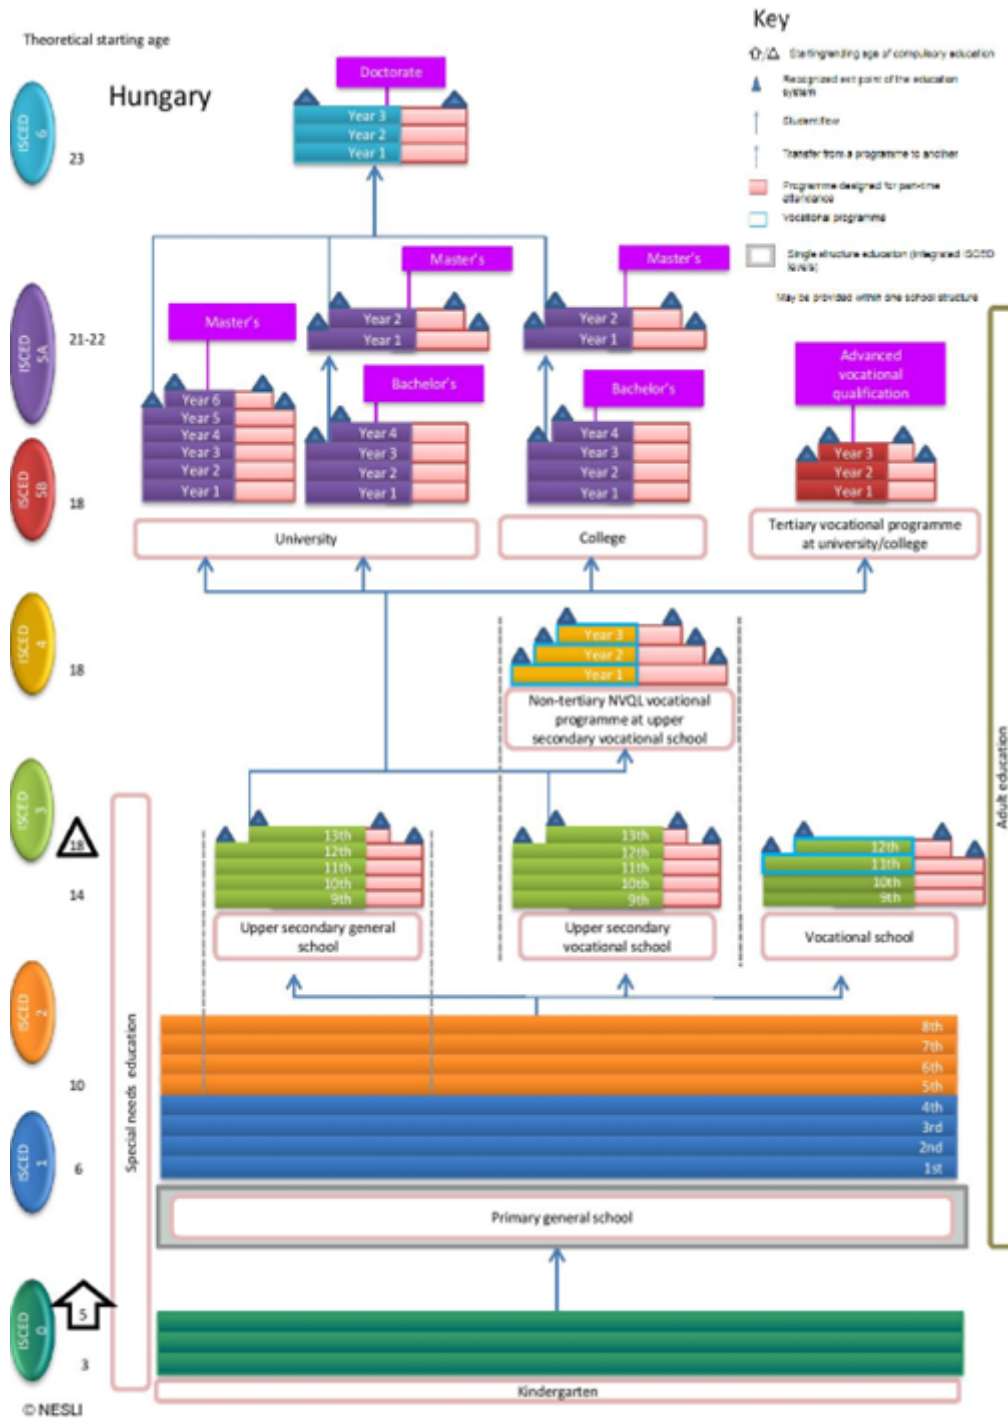 Theoretical starting age
Hungary
Key
Starting/ending age of compulsory education
Recognized exit point of the education
system
Student flow
Transfer from a programme to another
Programme designed for part-time
attendance
Vocational programme
Single structure education (integrated ISCED
levels)
May be provided within one school structure
ISCED
6
23
Doctorate
Year 3
Year 2
Year 1
ISCED
5A
21-22
Master's
Year 6
Year 5
Year 4
Year 3
Year 2
Year 1
Master's
Year 2
Year 1
Bachelor's
Year 4
Year 3
Year 2
Year 1
Master's
Year 2
Year 1
Bachelor's
Year 4
Year 3
Year 2
Year 1
Advanced
vocational
qualification
Year 3
Year 2
Year 1
ISCED
5B
18
University
College
Tertiary vocational programme
at university/college
ISCED
4
18
Year 3
Year 2
Year 1
Non-tertiary NVQL vocational
programme at upper
secondary vocational school
Adult education
ISCED
3
18
14
13th
12th
11th
10th
9th
Upper secondary general
school
13th
12th
11th
10th
9th
Upper secondary
vocational school
12th
11th
10th
9th
Vocational school
Special needs education
ISCED
2
10
8th
7th
6th
5th
ISCED
1
6
4th
3rd
2nd
1st
Primary general school
ISCED
0
5
3
Kindergarten
© NESLI